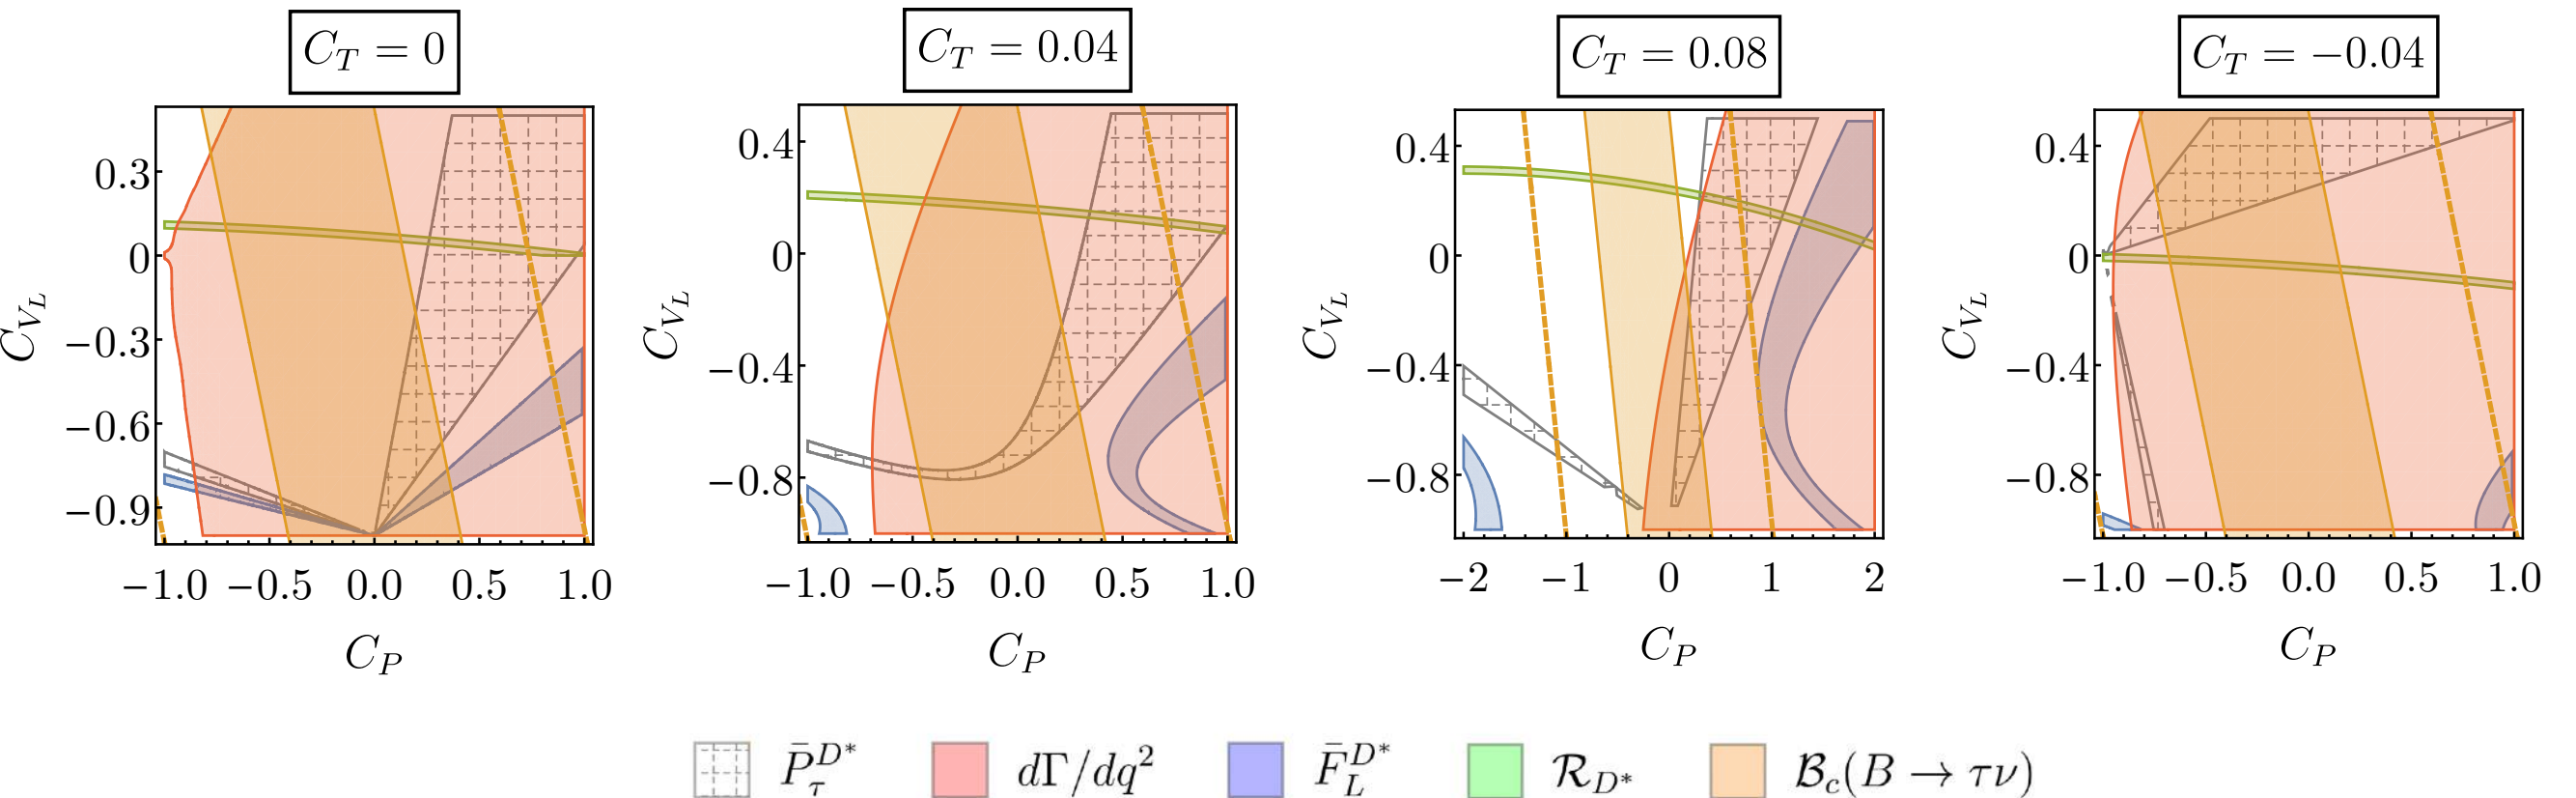 C_T = 0
C_T = 0.04
C_T = 0.08
C_T = −0.04
C_{V_L}
0.3
0
−0.3
−0.6
−0.9
−1.0 −0.5 0.0 0.5 1.0
C_P
C_{V_L}
0.4
0
−0.4
−0.8
−1.0 −0.5 0.0 0.5 1.0
C_P
C_{V_L}
0.4
0
−0.4
−0.8
−2 −1 0 1 2
C_P
C_{V_L}
0.4
0
−0.4
−0.8
−1.0 −0.5 0.0 0.5 1.0
C_P
P̄_τ^{D*} dΓ/dq² F̄_L^{D*} ℛ_{D*} ℬ_c(B → τν)